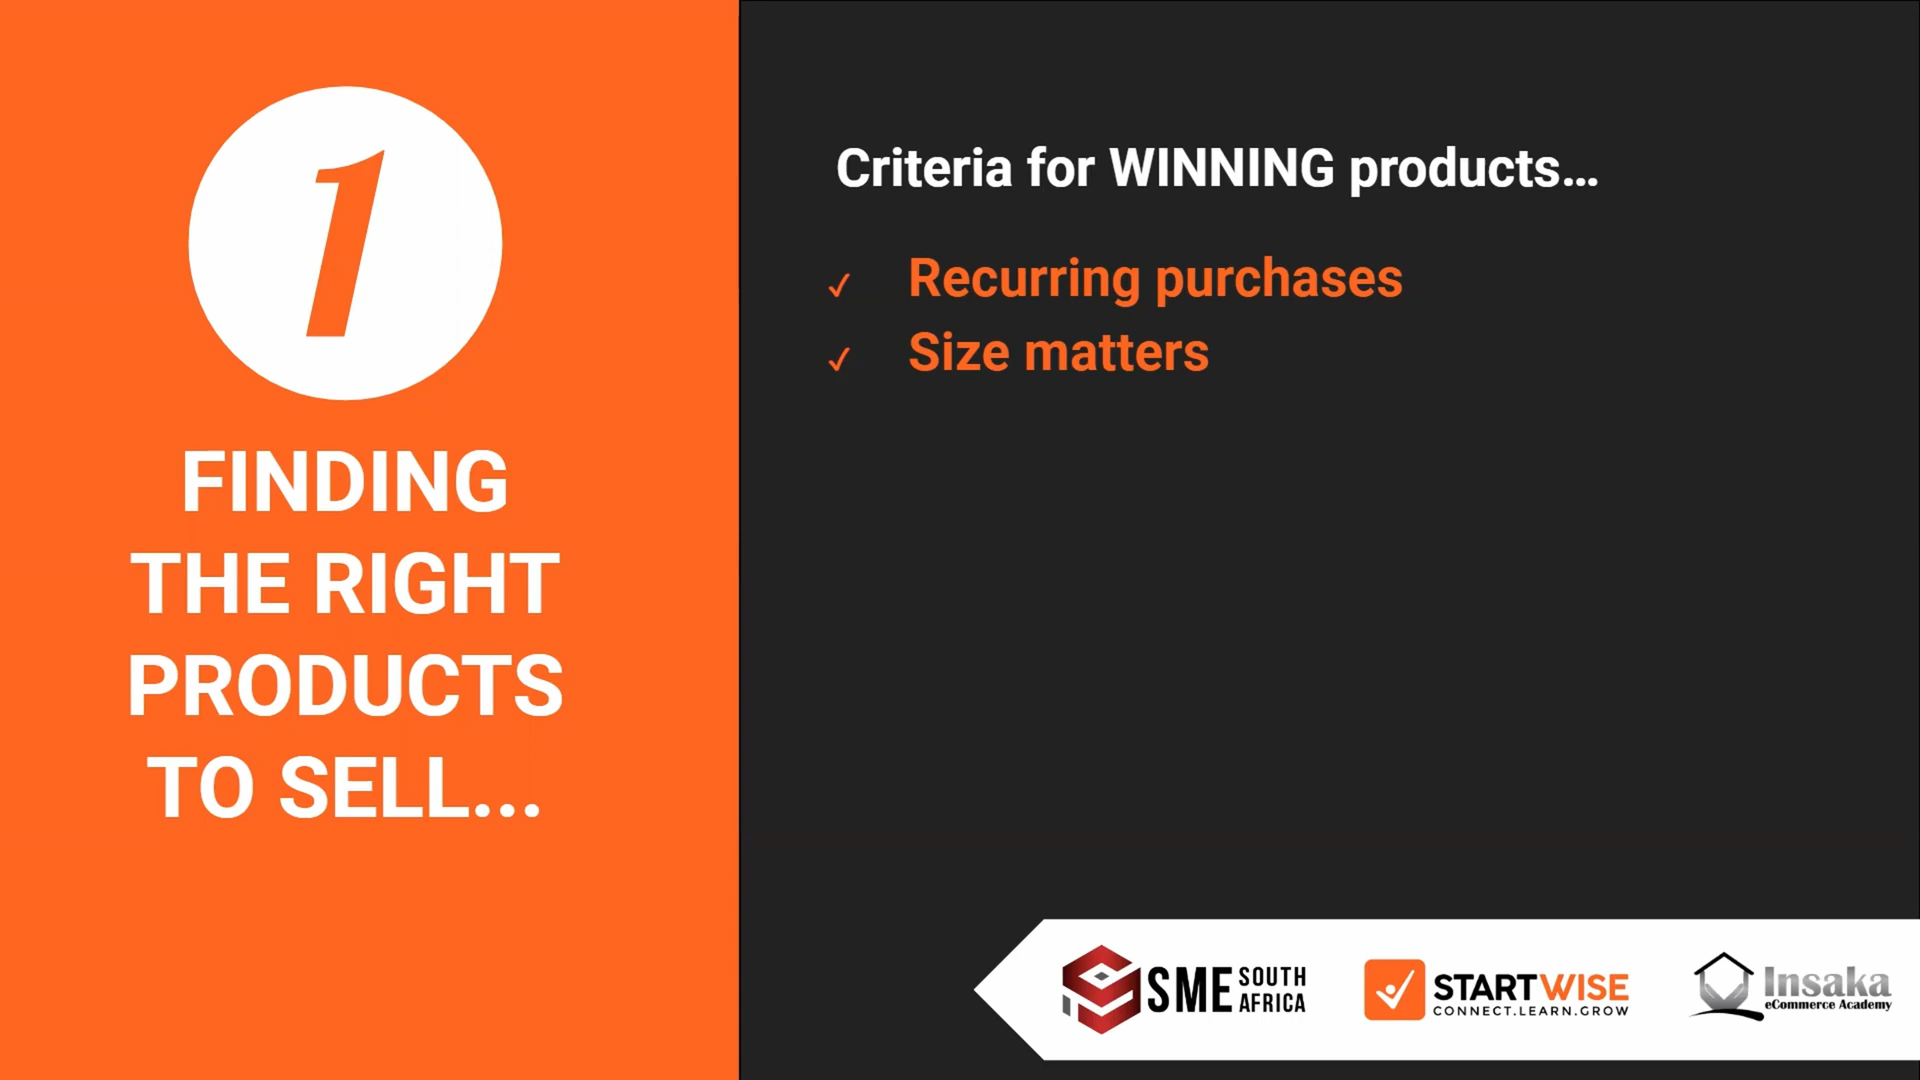 1
FINDING
THE RIGHT
PRODUCTS
TO SELL...
Criteria for WINNING products...
✓ Recurring purchases
✓ Size matters
SME SOUTH AFRICA
STARTWISE
CONNECT.LEARN.GROW
Insaka
eCommerce Academy